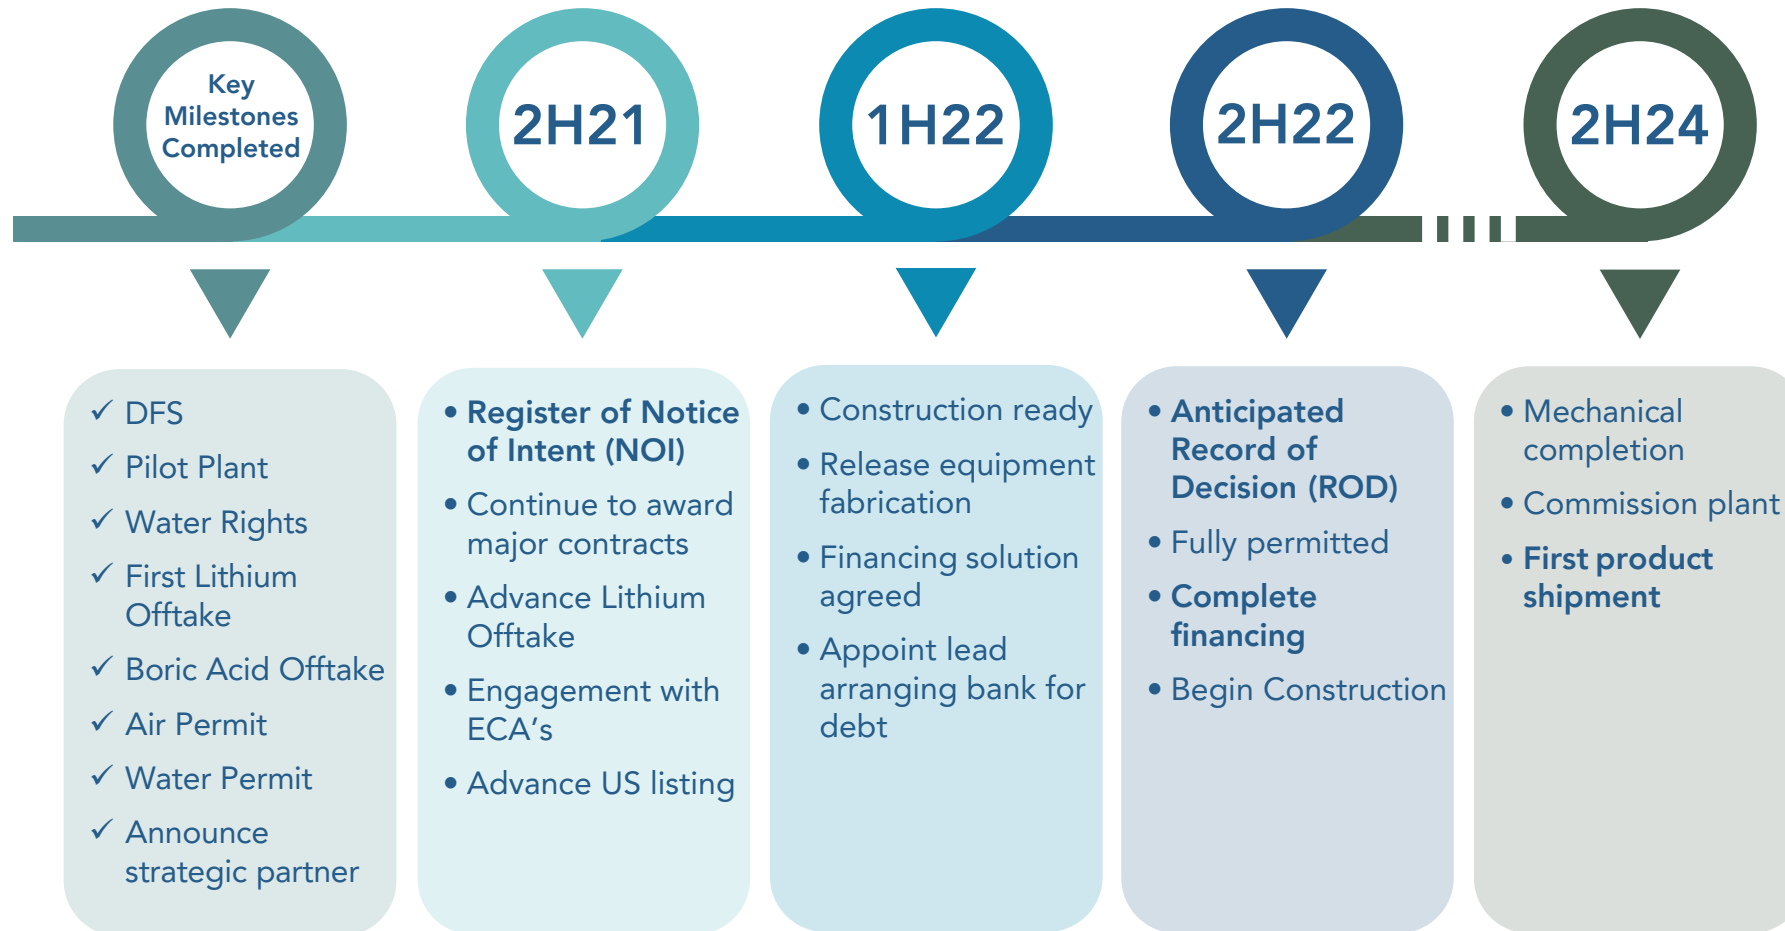 Key
Milestones
Completed
2H21
1H22
2H22
2H24
✓ DFS
✓ Pilot Plant
✓ Water Rights
✓ First Lithium
Offtake
✓ Boric Acid Offtake
✓ Air Permit
✓ Water Permit
✓ Announce
strategic partner
• Register of Notice
of Intent (NOI)
• Continue to award
major contracts
• Advance Lithium
Offtake
• Engagement with
ECA’s
• Advance US listing
• Construction ready
• Release equipment
fabrication
• Financing solution
agreed
• Appoint lead
arranging bank for
debt
• Anticipated
Record of
Decision (ROD)
• Fully permitted
• Complete
financing
• Begin Construction
• Mechanical
completion
• Commission plant
• First product
shipment